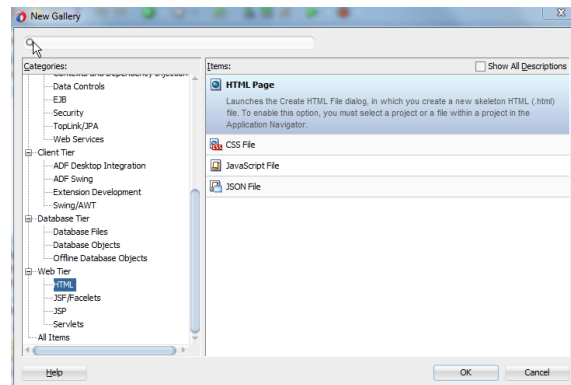 New Gallery
Categories:
Contexts and Dependency Injection
Data Controls
EJB
Security
TopLink/JPA
Web Services
Client Tier
ADF Desktop Integration
ADF Swing
Extension Development
Swing/AWT
Database Tier
Database Files
Database Objects
Offline Database Objects
Web Tier
HTML
JSF/Facelets
JSP
Servlets
All Items
Items:
Show All Descriptions
HTML Page
Launches the Create HTML File dialog, in which you create a new skeleton HTML (.html)
file. To enable this option, you must select a project or a file within a project in the
Application Navigator.
CSS File
JavaScript File
JSON File
Help
OK
Cancel